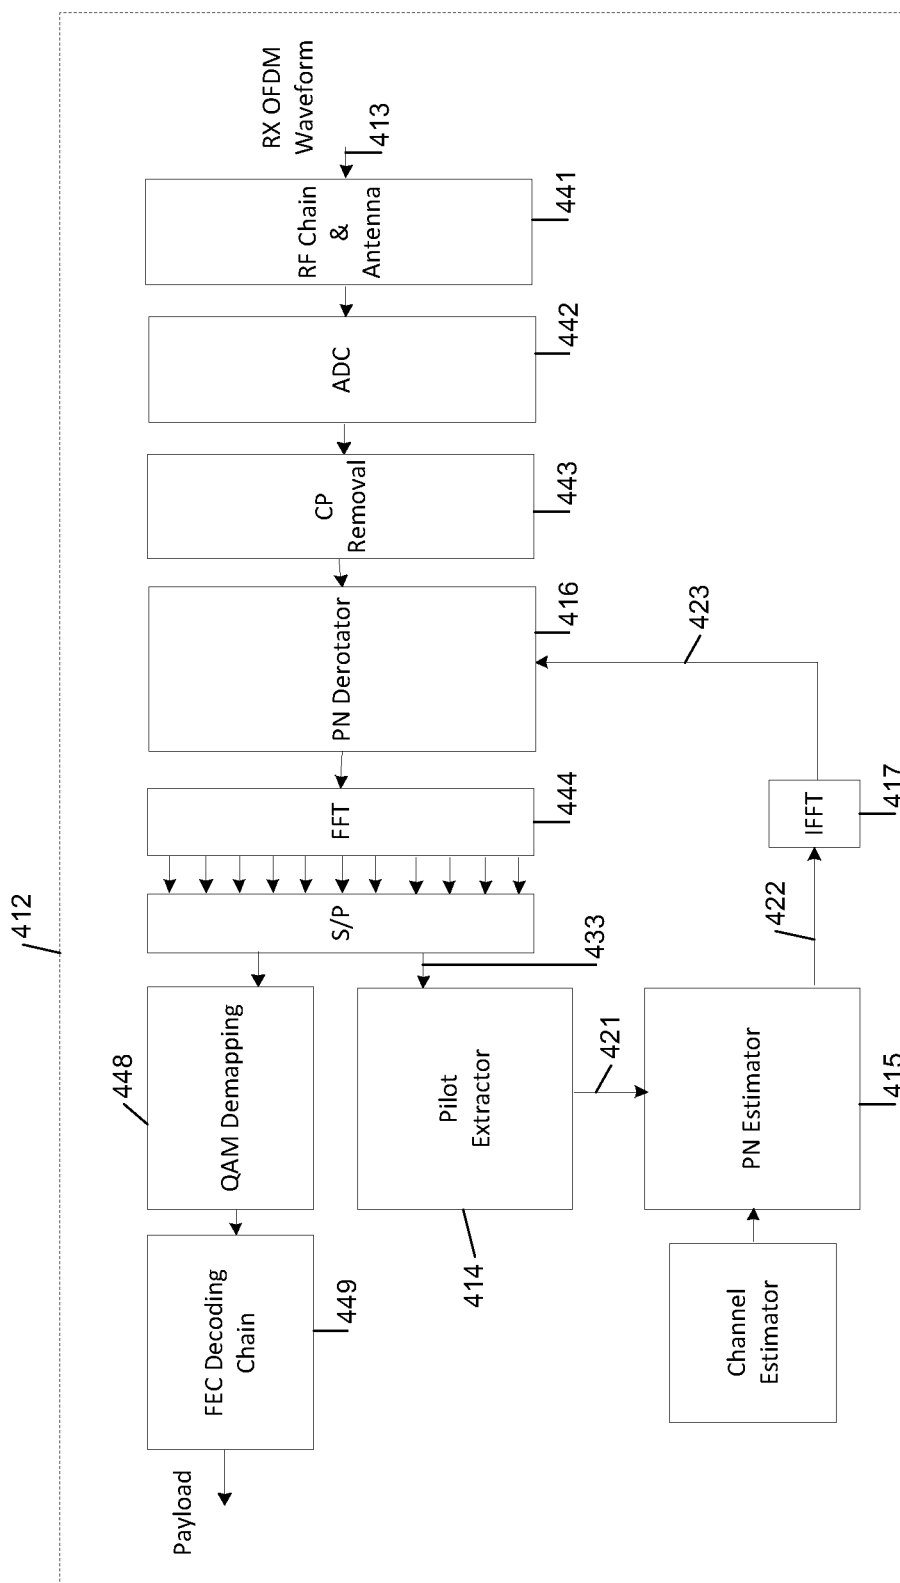 412
Payload
FEC Decoding
Chain
449
QAM Demapping
448
S/P
FFT
444
PN Derotator
416
CP
Removal
443
ADC
442
RF Chain
&
Antenna
441
RX OFDM
Waveform
413
433
Pilot
Extractor
414
421
PN Estimator
415
Channel
Estimator
422
IFFT
417
423